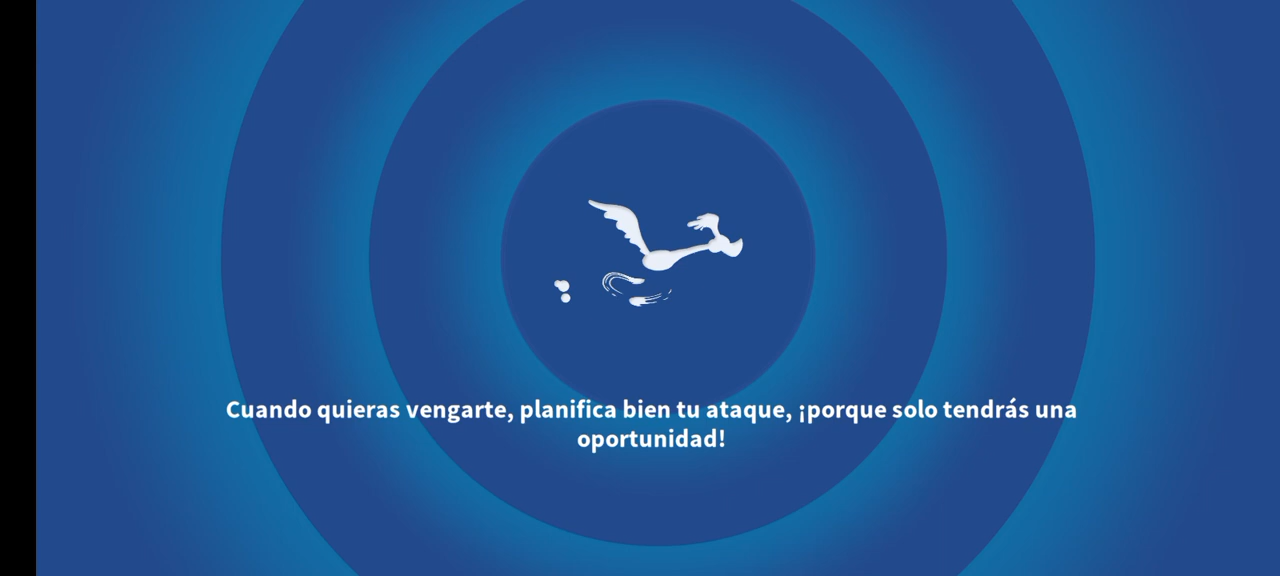 Cuando quieras vengarte, planifica bien tu ataque, ¡porque solo tendrás una
oportunidad!